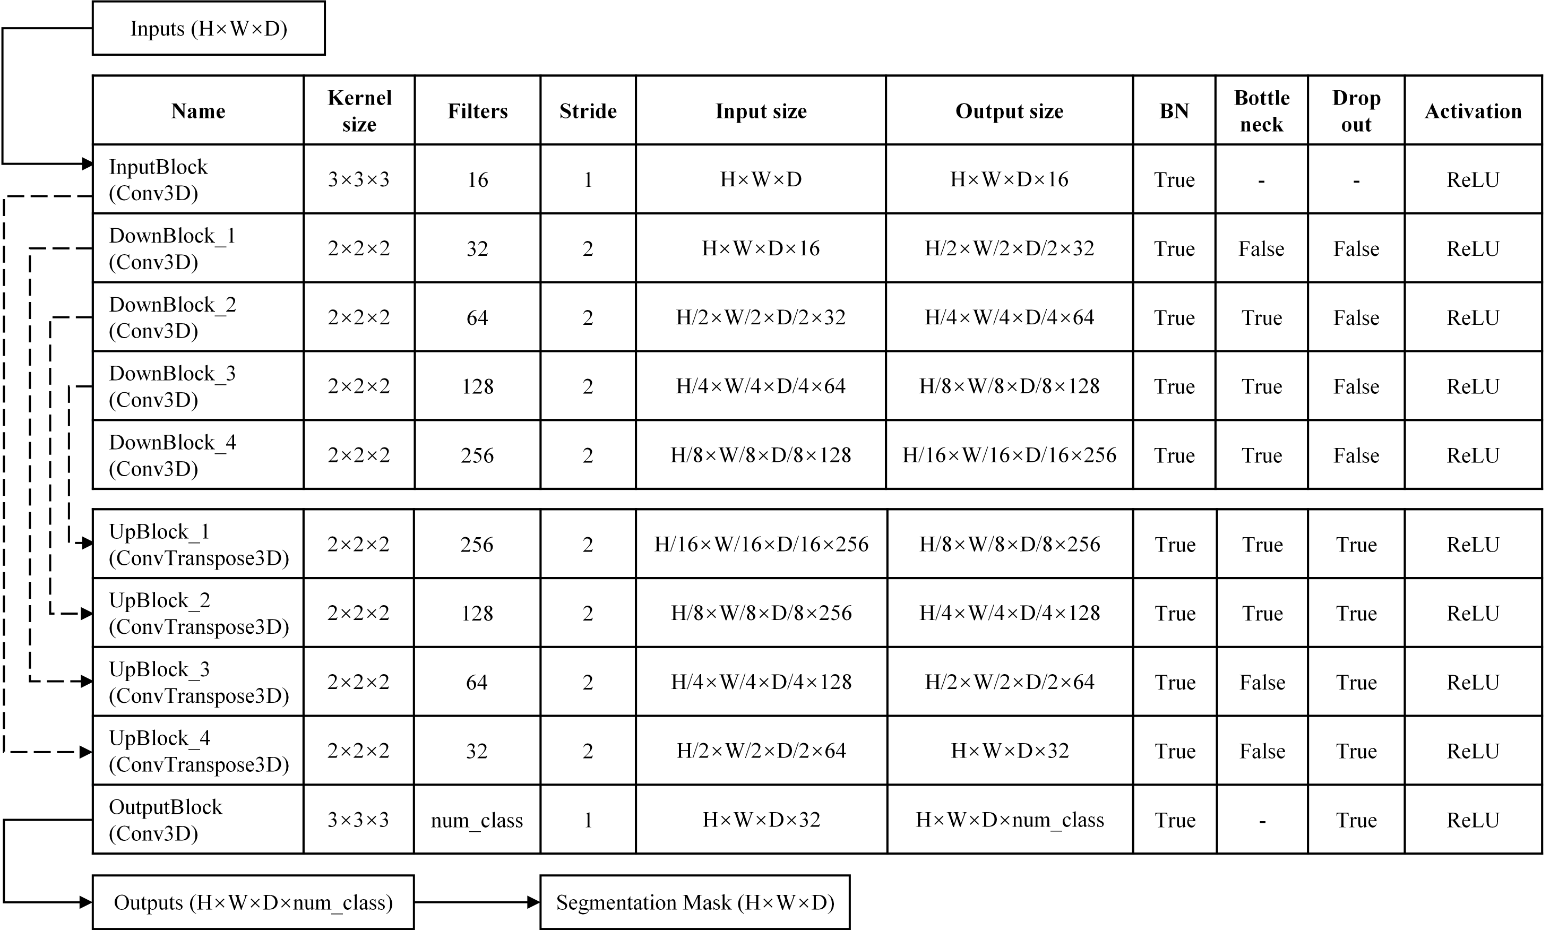 Inputs (H×W×D)
Name Kernel size Filters Stride Input size Output size BN Bottle neck Drop out Activation
InputBlock (Conv3D) 3×3×3 16 1 H×W×D H×W×D×16 True - - ReLU
DownBlock_1 (Conv3D) 2×2×2 32 2 H×W×D×16 H/2×W/2×D/2×32 True False False ReLU
DownBlock_2 (Conv3D) 2×2×2 64 2 H/2×W/2×D/2×32 H/4×W/4×D/4×64 True True False ReLU
DownBlock_3 (Conv3D) 2×2×2 128 2 H/4×W/4×D/4×64 H/8×W/8×D/8×128 True True False ReLU
DownBlock_4 (Conv3D) 2×2×2 256 2 H/8×W/8×D/8×128 H/16×W/16×D/16×256 True True False ReLU
UpBlock_1 (ConvTranspose3D) 2×2×2 256 2 H/16×W/16×D/16×256 H/8×W/8×D/8×256 True True True ReLU
UpBlock_2 (ConvTranspose3D) 2×2×2 128 2 H/8×W/8×D/8×256 H/4×W/4×D/4×128 True True True ReLU
UpBlock_3 (ConvTranspose3D) 2×2×2 64 2 H/4×W/4×D/4×128 H/2×W/2×D/2×64 True False True ReLU
UpBlock_4 (ConvTranspose3D) 2×2×2 32 2 H/2×W/2×D/2×64 H×W×D×32 True False True ReLU
OutputBlock (Conv3D) 3×3×3 num_class 1 H×W×D×32 H×W×D×num_class True - True ReLU
Outputs (H×W×D×num_class) Segmentation Mask (H×W×D)